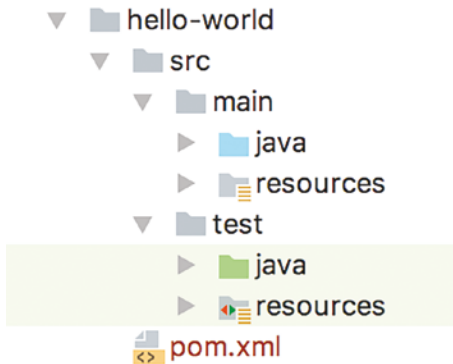 hello-world
src
main
java
resources
test
java
resources
pom.xml